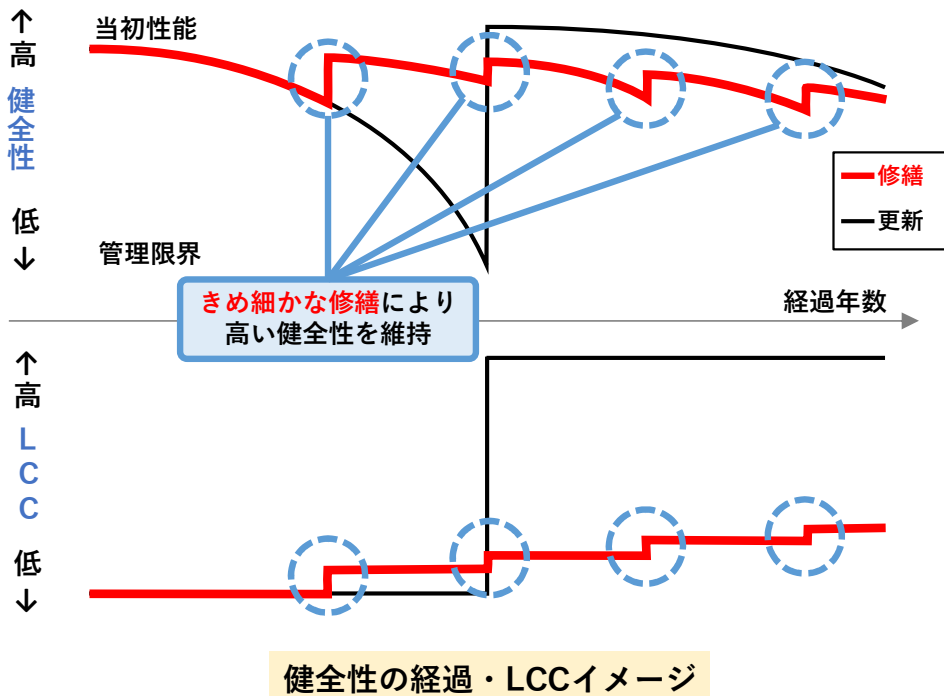 ↑
高
健全性
低
↓
当初性能
管理限界
修繕
更新
きめ細かな修繕により
高い健全性を維持
経過年数
↑
高
LCC
低
↓
健全性の経過・LCCイメージ